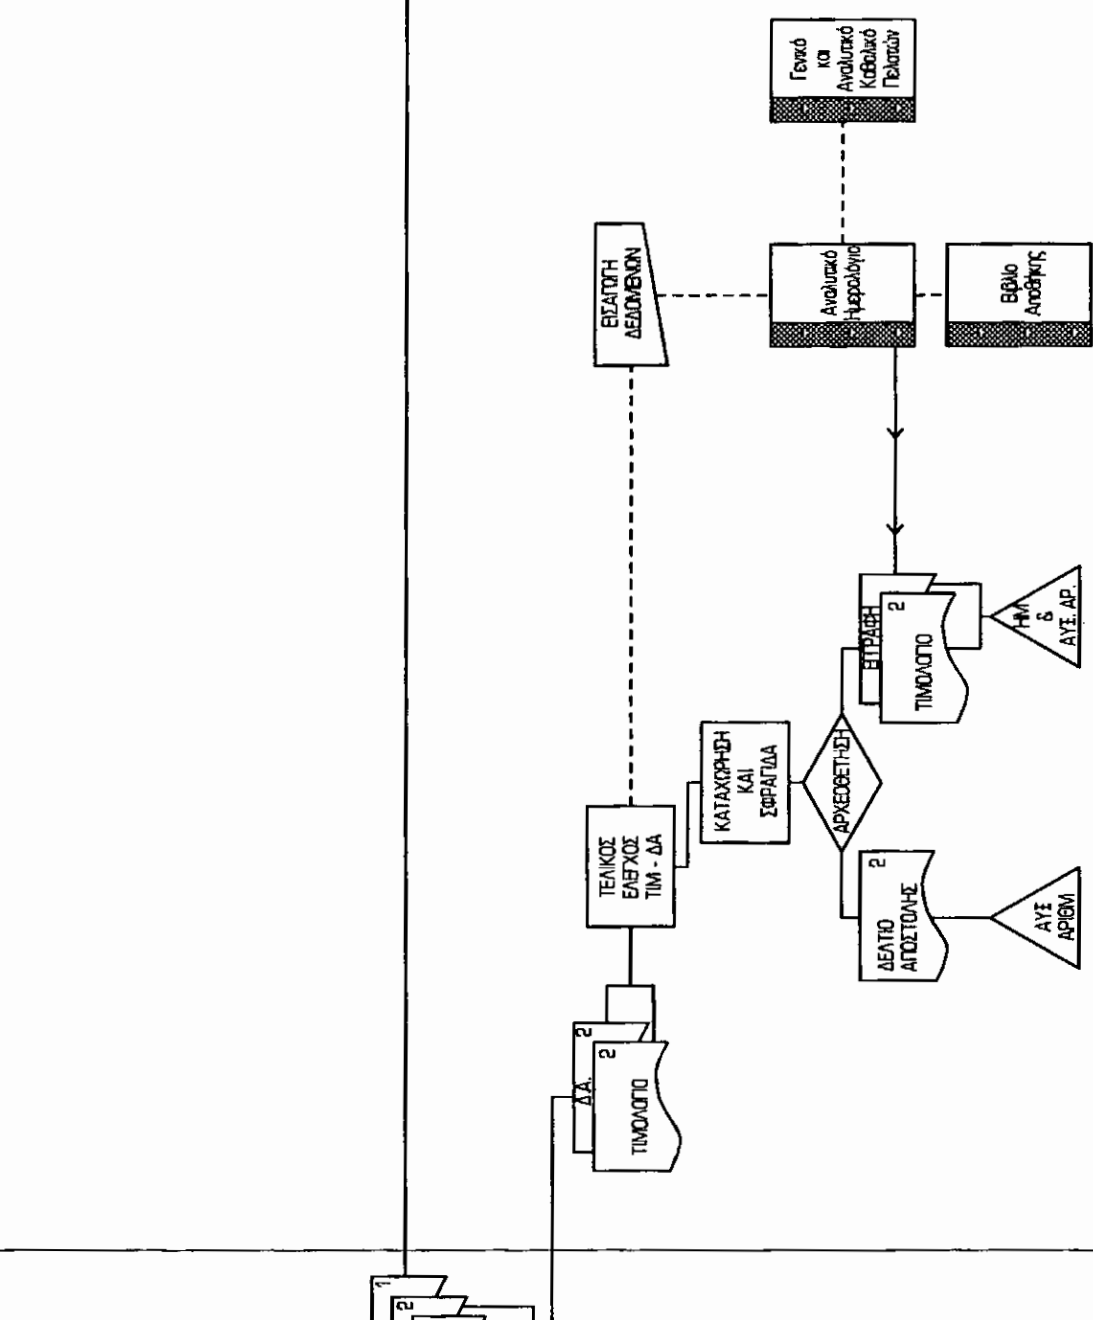 1
2
Δ.Α.
2
ΤΙΜΟΛΟΓΙΟ
2
ΤΕΛΙΚΟΣ
ΕΛΕΓΧΟΣ
ΤΙΜ - ΔΑ
ΕΙΣΑΓΩΓΗ
ΔΕΔΟΜΕΝΩΝ
ΚΑΤΑΧΩΡΗΣΗ
ΚΑΙ
ΣΦΡΑΓΙΔΑ
ΑΡΧΕΙΟΘΕΤΗΣΗ
ΔΕΛΤΙΟ
ΑΠΟΣΤΟΛΗΣ
2
ΑΥΞ
ΑΡΙΘΜ
ΤΙΜΟΛΟΓΙΟ
2
ΗΜ
&
ΑΥΞ. ΑΡ.
Γενικό
και
Αναλυτικό
Καθολικό
Πελατών
Αναλυτικό
Ημερολόγιο
Βιβλίο
Αποθήκης